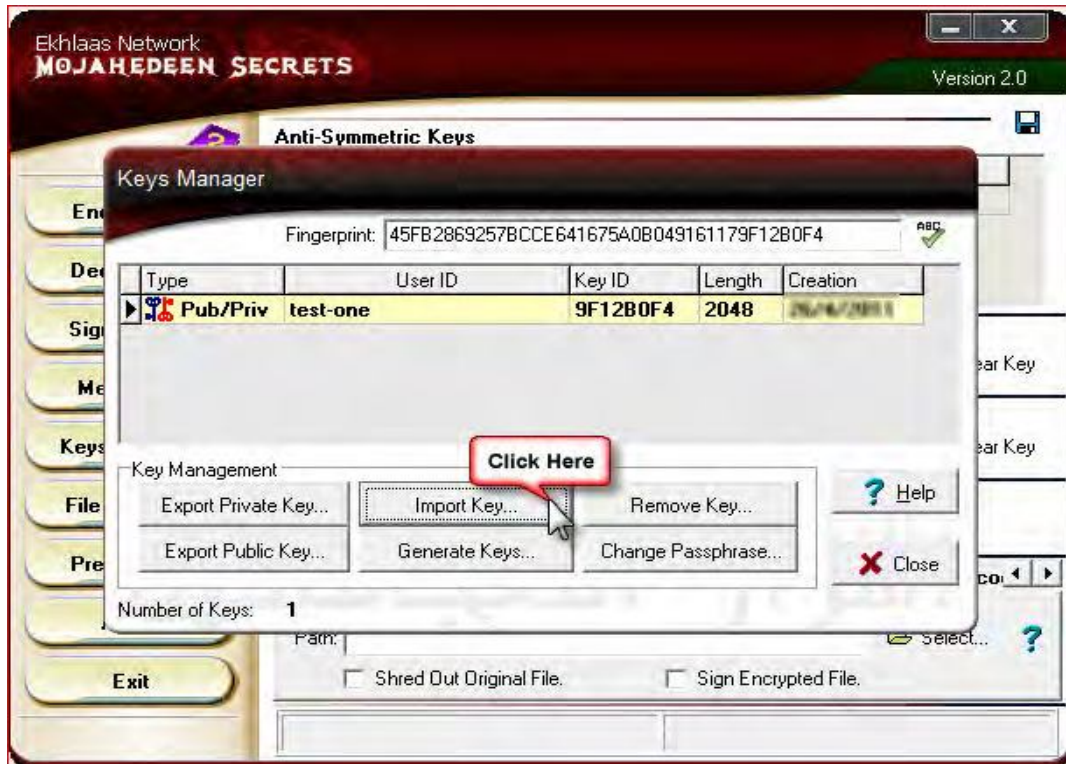 Ekhlaas Network
MOJAHEDEEN SECRETS
Version 2.0
Anti-Symmetric Keys
Keys Manager
Fingerprint: 45FB2869257BCCE641675A0B049161179F12B0F4
ABC
Type User ID Key ID Length Creation
Pub/Priv test-one 9F12B0F4 2048
Key Management
Click Here
Export Private Key... Import Key... Remove Key...
Export Public Key... Generate Keys... Change Passphrase...
? Help
Close
Number of Keys: 1
Keys
File
Path: Select... ?
Exit
Shred Out Original File. Sign Encrypted File.
Key
Key